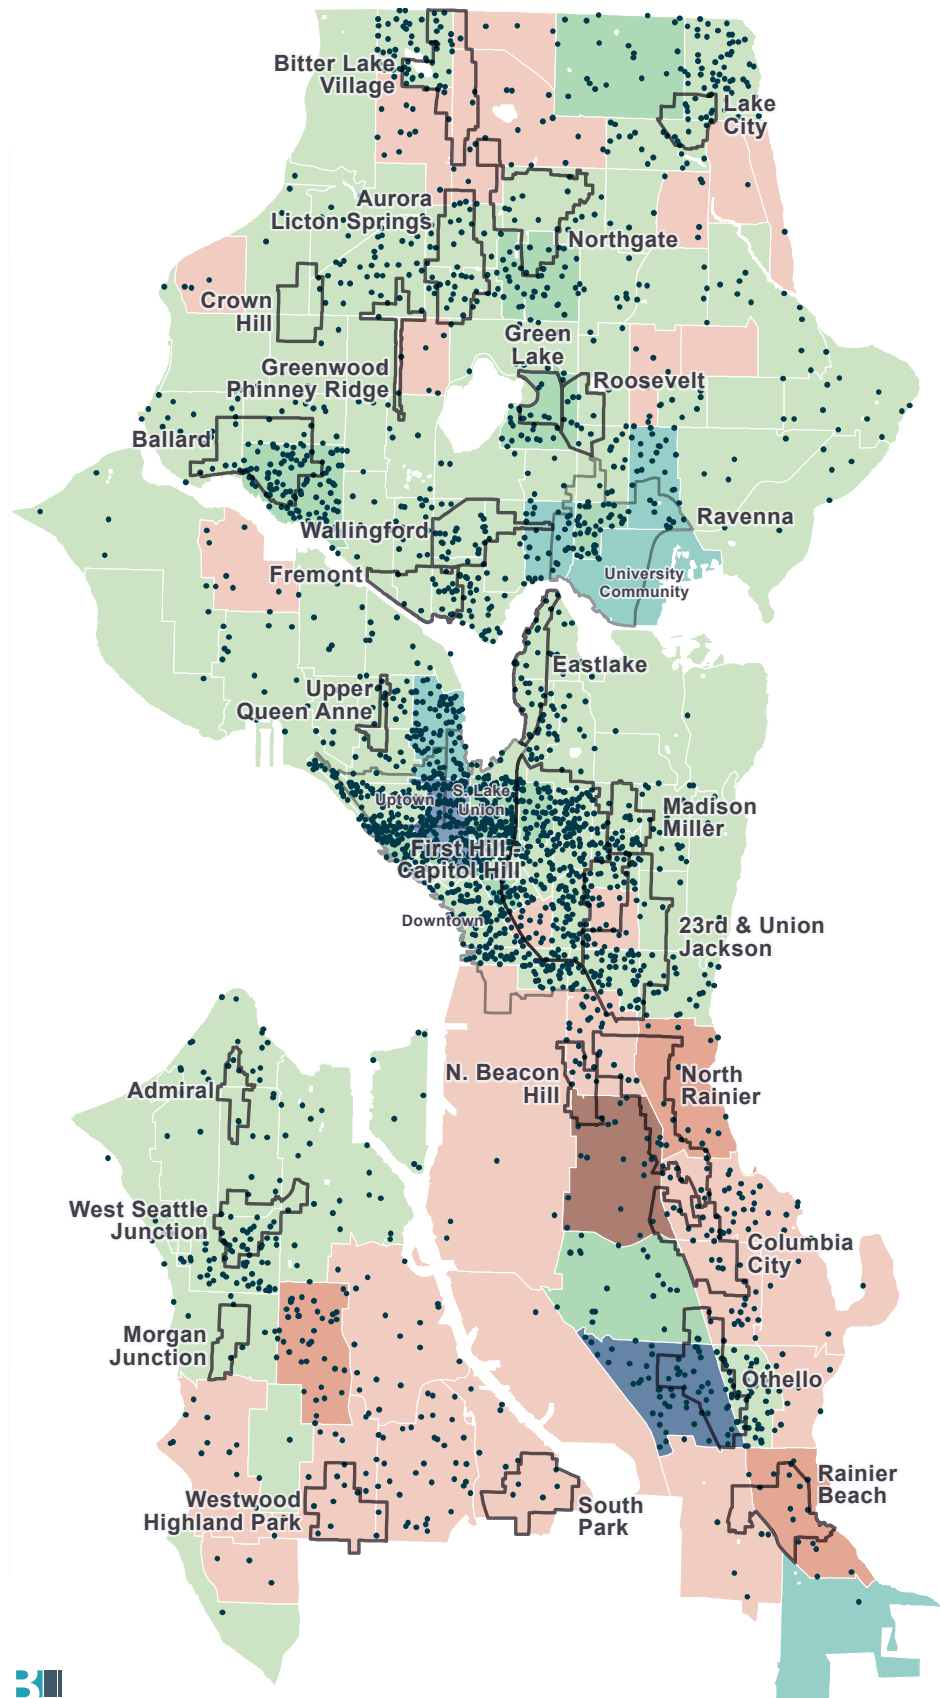 Bitter Lake
Village
Lake
City
Aurora
Licton Springs
Northgate
Crown
Hill
Green
Lake
Greenwood
Phinney Ridge
Roosevelt
Ballard
Wallingford
Ravenna
Fremont
University
Community
Eastlake
Upper
Queen Anne
Uptown
S. Lake
Union
Madison
Miller
First Hill -
Capitol Hill
Downtown
23rd & Union
Jackson
N. Beacon
Hill
North
Rainier
Admiral
West Seattle
Junction
Columbia
City
Morgan
Junction
Othello
Rainier
Beach
Westwood
Highland Park
South
Park